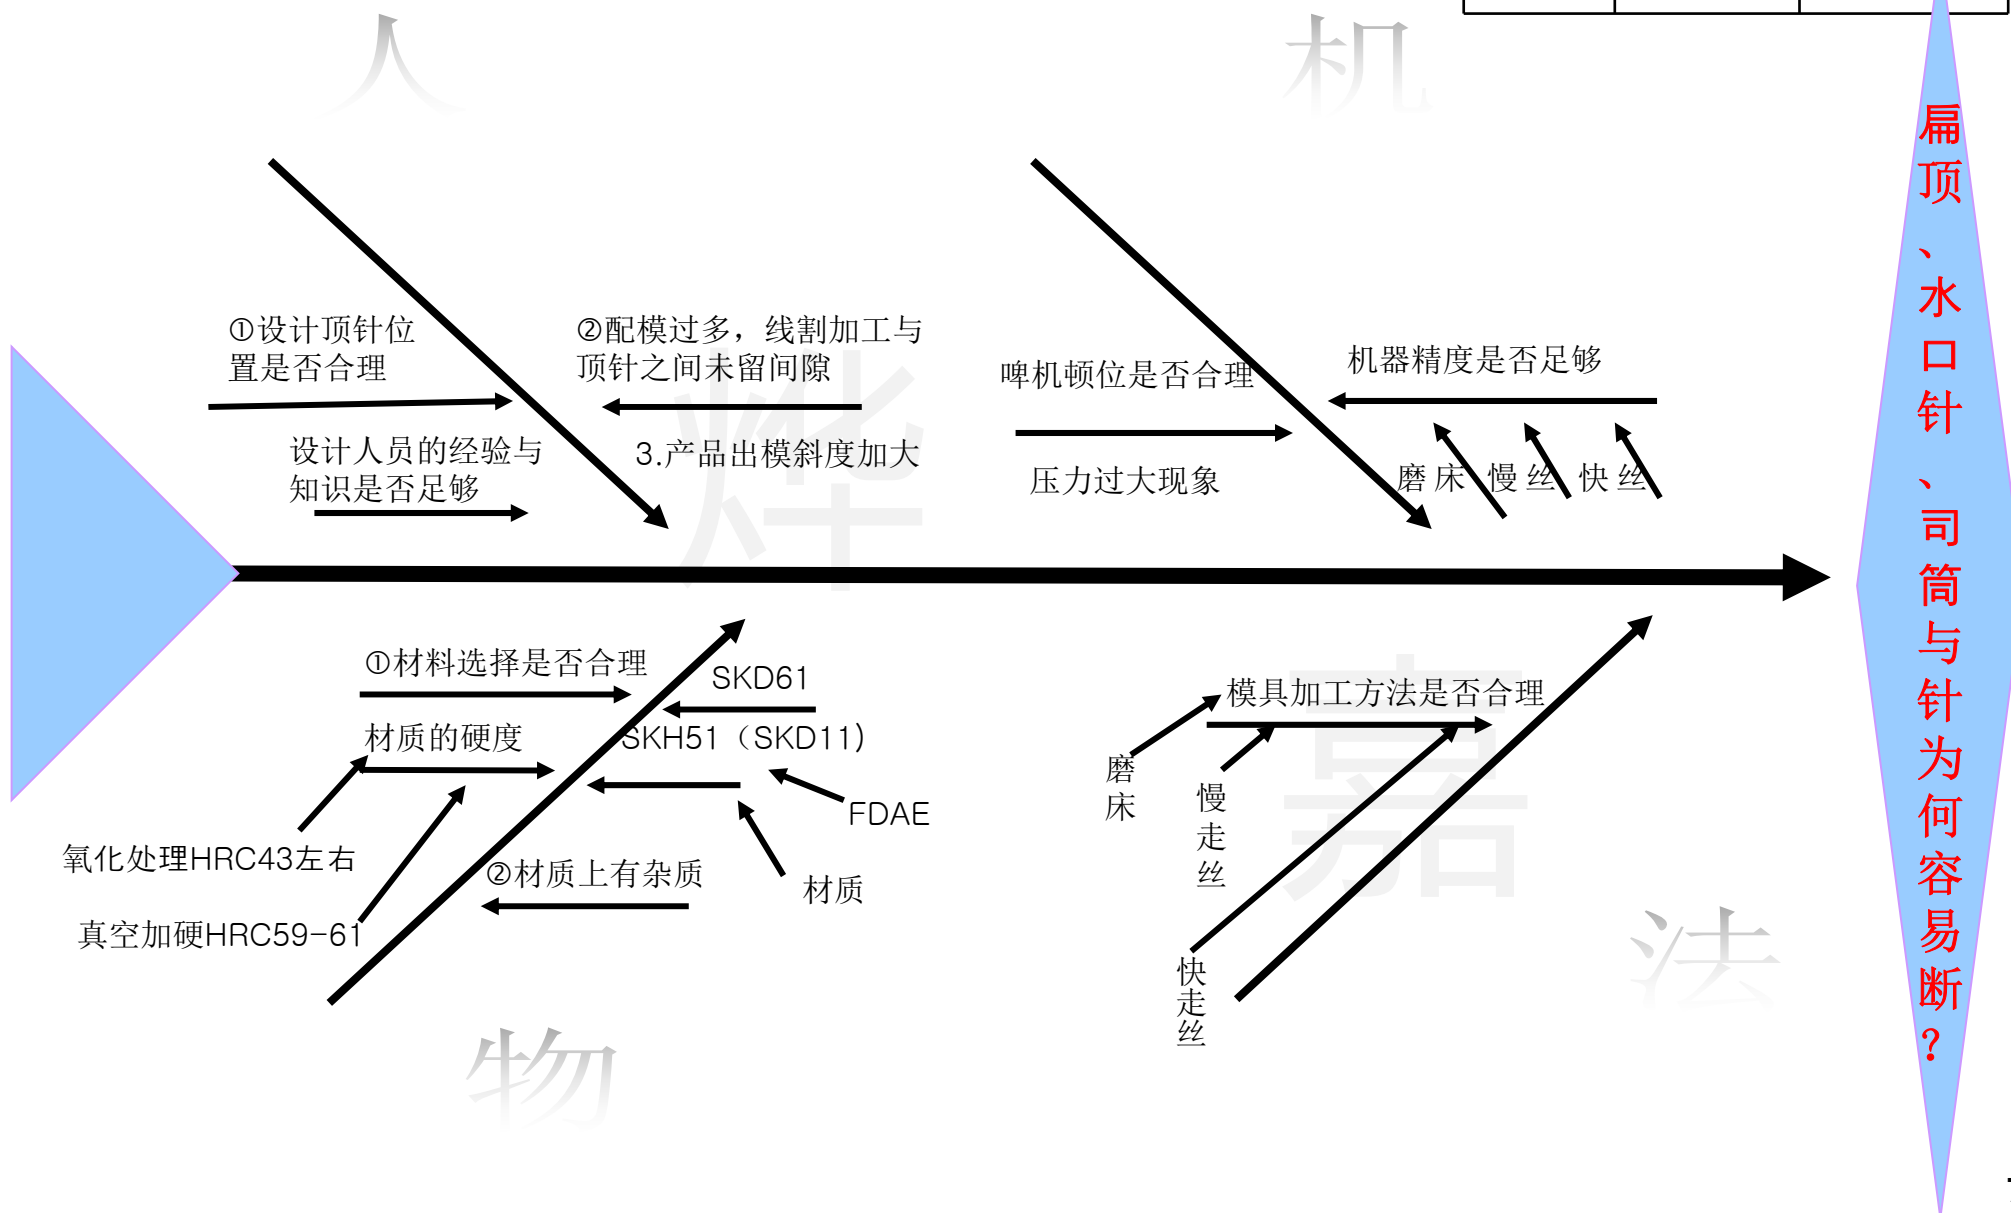 人
机
①设计顶针位
置是否合理
②配模过多，线割加工与
顶针之间未留间隙
设计人员的经验与
知识是否足够
3.产品出模斜度加大
啤机顿位是否合理
压力过大现象
机器精度是否足够
磨床 慢丝 快丝
扁顶、水口针、司筒与针为何容易断？
烨
嘉
①材料选择是否合理
SKD61
材质的硬度
SKH51（SKD11）
FDAE
材质
氧化处理HRC43左右
②材质上有杂质
真空加硬HRC59-61
物
模具加工方法是否合理
磨床
慢走丝
快走丝
法